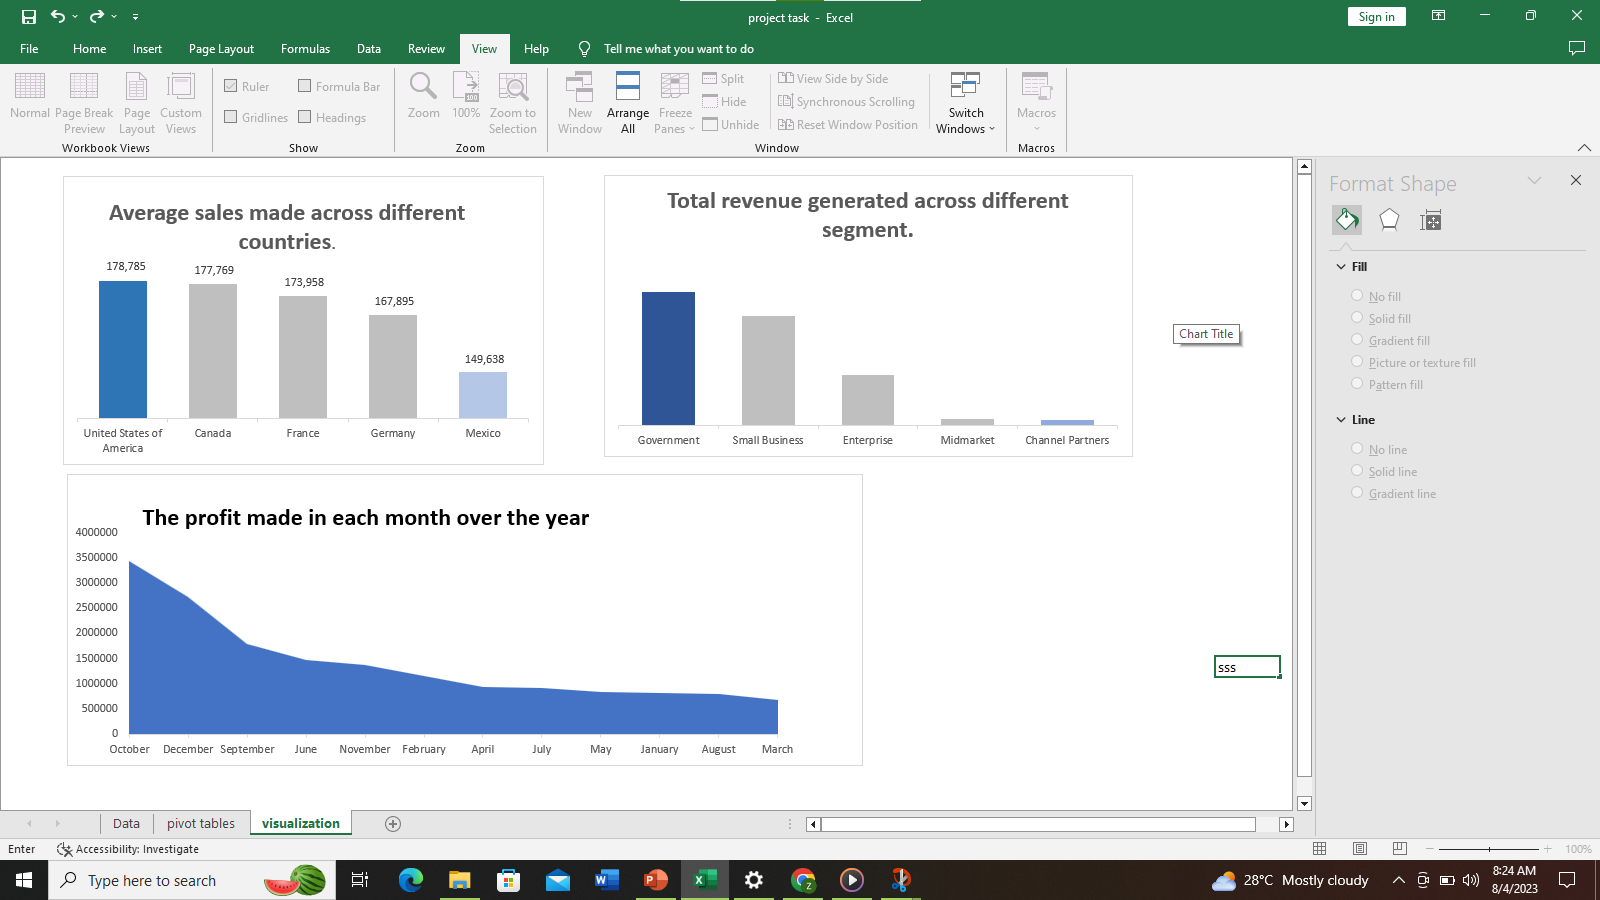 project task - Excel
Sign in
File Home Insert Page Layout Formulas Data Review View Help Tell me what you want to do
Normal
Page Break Preview
Page Layout
Custom Views
Workbook Views
Ruler
Formula Bar
Gridlines
Headings
Show
Zoom
100%
Zoom to Selection
Zoom
New Window
Arrange All
Freeze Panes
Split
Hide
Unhide
View Side by Side
Synchronous Scrolling
Reset Window Position
Window
Switch Windows
Macros
Macros
Average sales made across different
countries.
178,785
177,769
173,958
167,895
149,638
United States of America
Canada
France
Germany
Mexico
Total revenue generated across different
segment.
Government
Small Business
Enterprise
Midmarket
Channel Partners
Chart Title
The profit made in each month over the year
4000000
3500000
3000000
2500000
2000000
1500000
1000000
500000
0
October December September June November February April July May January August March
sss
Format Shape
Fill
No fill
Solid fill
Gradient fill
Picture or texture fill
Pattern fill
Line
No line
Solid line
Gradient line
Data pivot tables visualization
Enter Accessibility: Investigate
100%
Type here to search
28°C Mostly cloudy
8:24 AM
8/4/2023